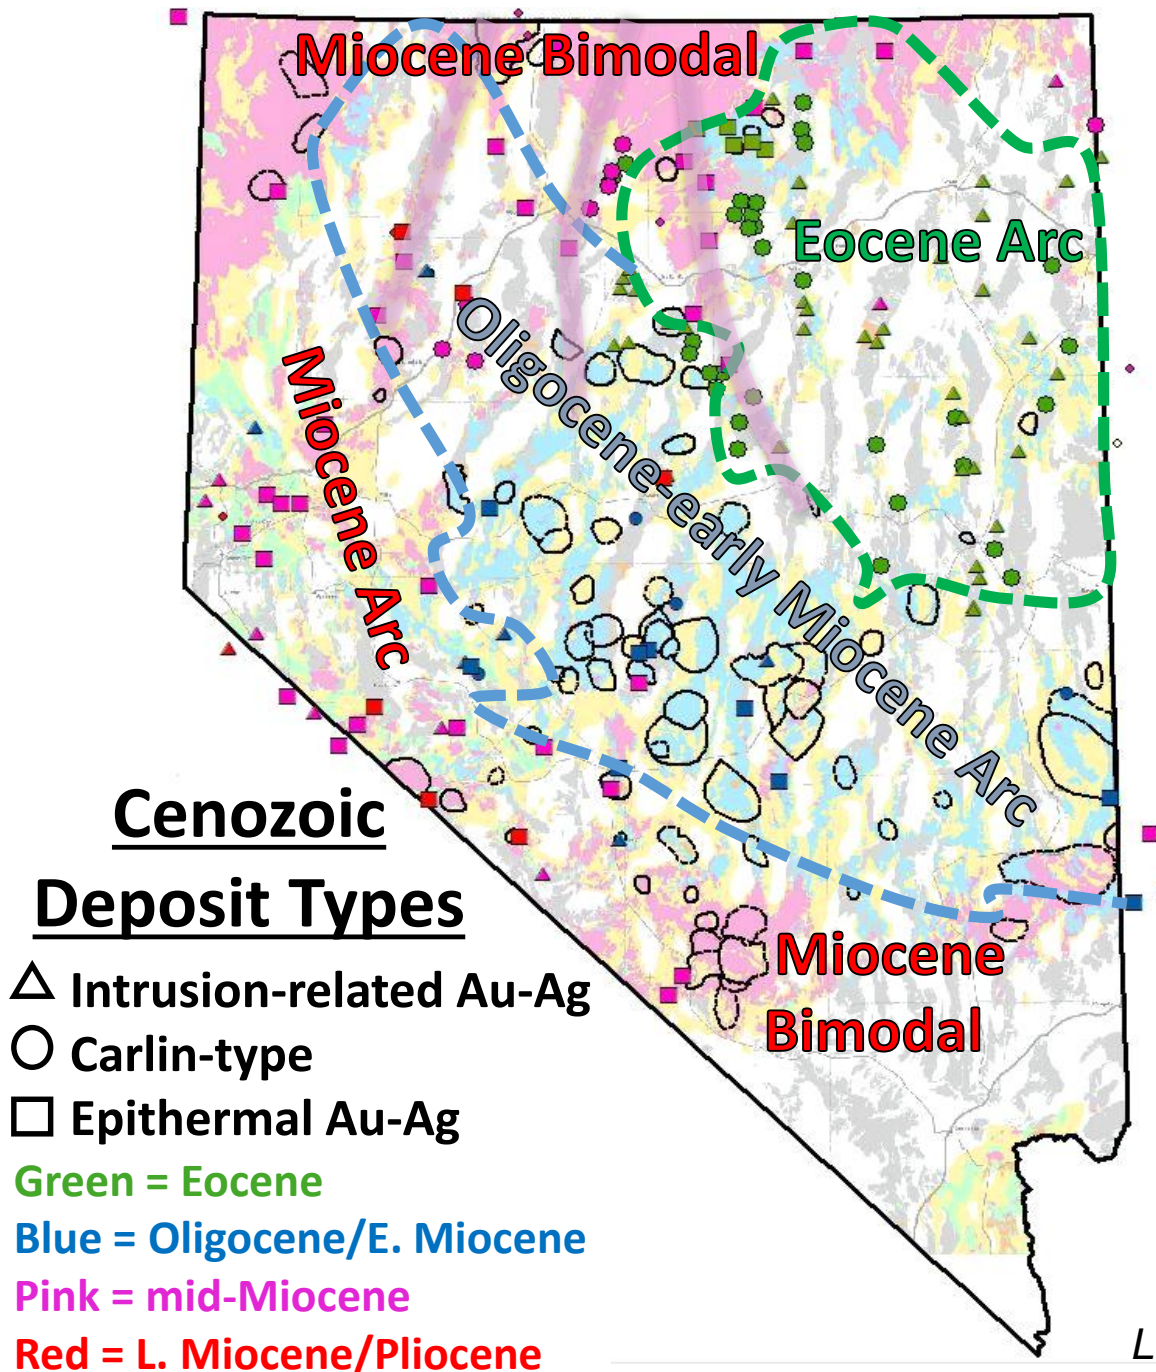 Miocene Bimodal
Eocene Arc
Oligocene-early Miocene Arc
Miocene Arc
Cenozoic
Deposit Types
Intrusion-related Au-Ag
Carlin-type
Epithermal Au-Ag
Green = Eocene
Blue = Oligocene/E. Miocene
Pink = mid-Miocene
Red = L. Miocene/Pliocene
Miocene
Bimodal
L